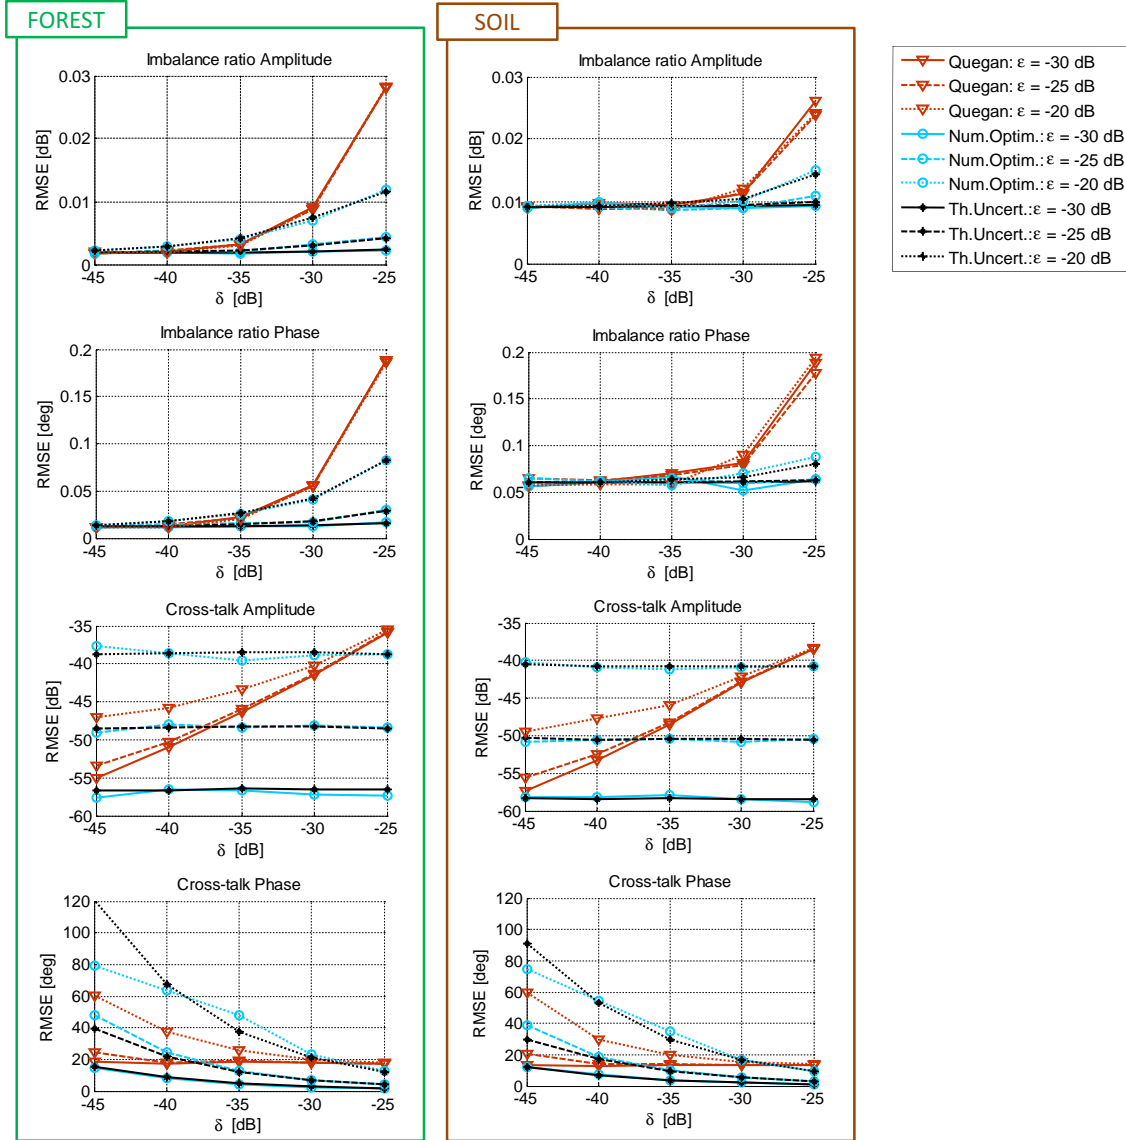 FOREST
SOIL
Imbalance ratio Amplitude
0.03
0.02
0.01
0
RMSE [dB]
-45 -40 -35 -30 -25
δ [dB]
Imbalance ratio Amplitude
0.03
0.02
0.01
0
RMSE [dB]
-45 -40 -35 -30 -25
δ [dB]
Quegan: ε = -30 dB
Quegan: ε = -25 dB
Quegan: ε = -20 dB
Num.Optim.:ε = -30 dB
Num.Optim.:ε = -25 dB
Num.Optim.:ε = -20 dB
Th.Uncert.:ε = -30 dB
Th.Uncert.:ε = -25 dB
Th.Uncert.:ε = -20 dB
Imbalance ratio Phase
0.2
0.15
0.1
0.05
0
RMSE [deg]
-45 -40 -35 -30 -25
δ [dB]
Imbalance ratio Phase
0.2
0.15
0.1
0.05
0
RMSE [deg]
-45 -40 -35 -30 -25
δ [dB]
Cross-talk Amplitude
-35
-40
-45
-50
-55
-60
RMSE [dB]
-45 -40 -35 -30 -25
δ [dB]
Cross-talk Amplitude
-35
-40
-45
-50
-55
-60
RMSE [dB]
-45 -40 -35 -30 -25
δ [dB]
Cross-talk Phase
120
100
80
60
40
20
0
RMSE [deg]
-45 -40 -35 -30 -25
δ [dB]
Cross-talk Phase
120
100
80
60
40
20
0
RMSE [deg]
-45 -40 -35 -30 -25
δ [dB]